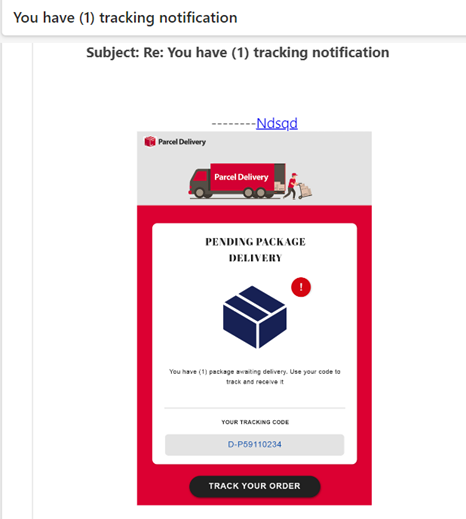 You have (1) tracking notification
Subject: Re: You have (1) tracking notification
--------Ndsqd
Parcel Delivery
Parcel Delivery
PENDING PACKAGE
DELIVERY
!
You have (1) package awaiting delivery. Use your code to
track and receive it
YOUR TRACKING CODE
D-P59110234
TRACK YOUR ORDER